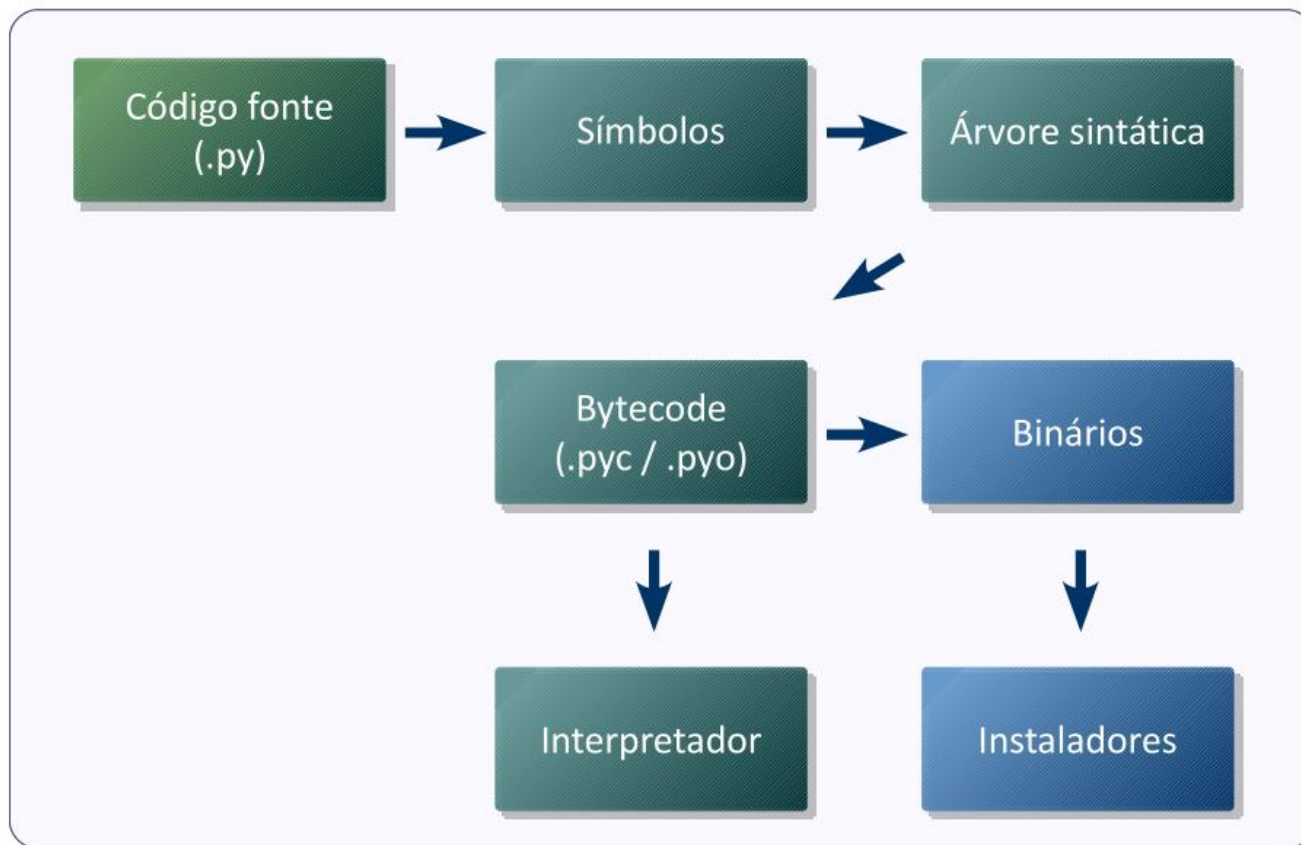 Código fonte
(.py)
Símbolos
Árvore sintática
Bytecode
(.pyc / .pyo)
Binários
Interpretador
Instaladores